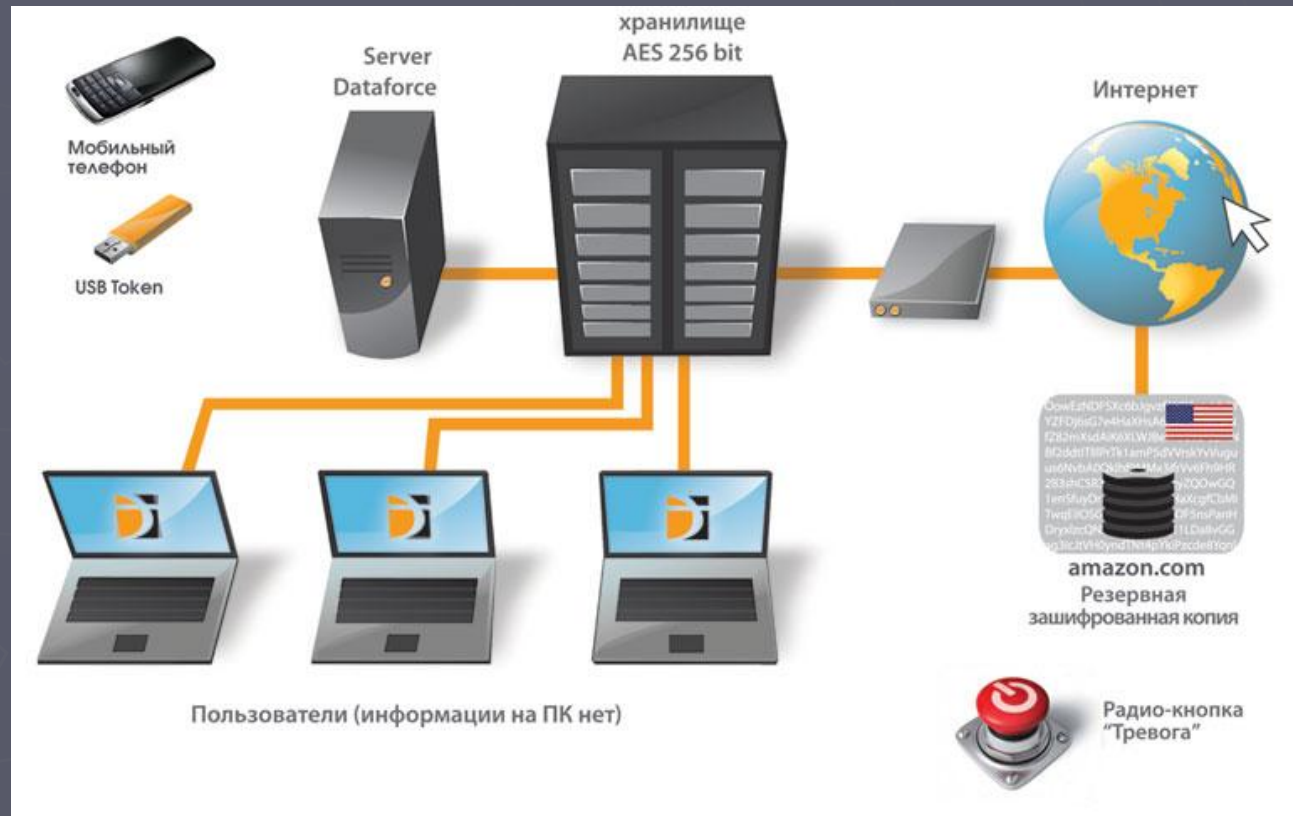 хранилище
AES 256 bit
Server
Dataforce
Интернет
Мобильный
телефон
USB Token
amazon.com
Резервная
зашифрованная копия
Пользователи (информации на ПК нет)
Радио-кнопка
"Тревога"